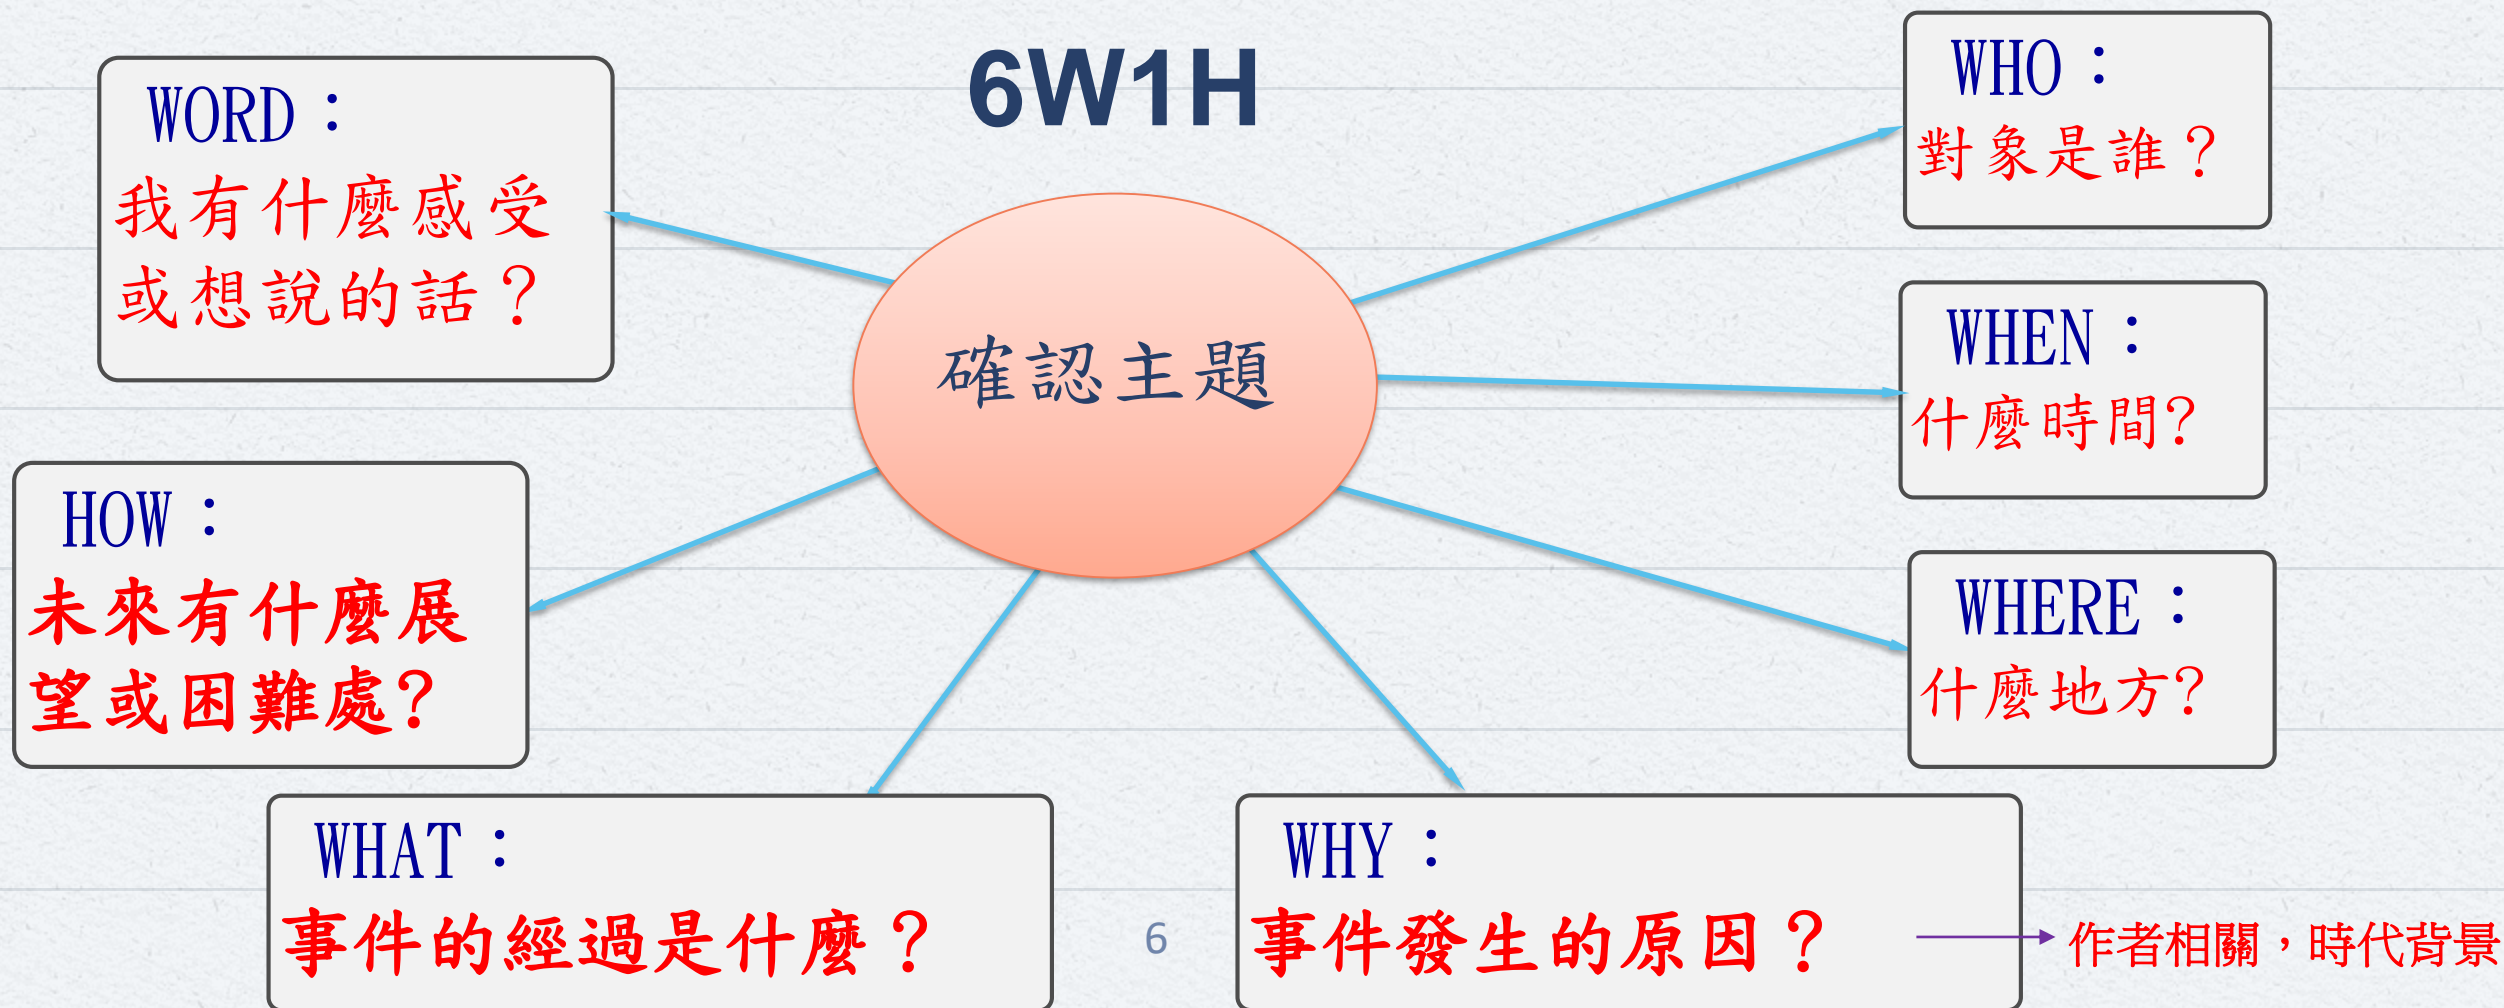 6W1H
WORD：
我有什麼感受
或想說的話？
WHO：
對象是誰？
確認主題
WHEN：
什麼時間?
HOW：
未來有什麼展
望或困難處?
WHERE：
什麼地方?
WHAT：
事件的經過是什麼？
6
WHY：
事件發生的原因？
作者相關，時代背景